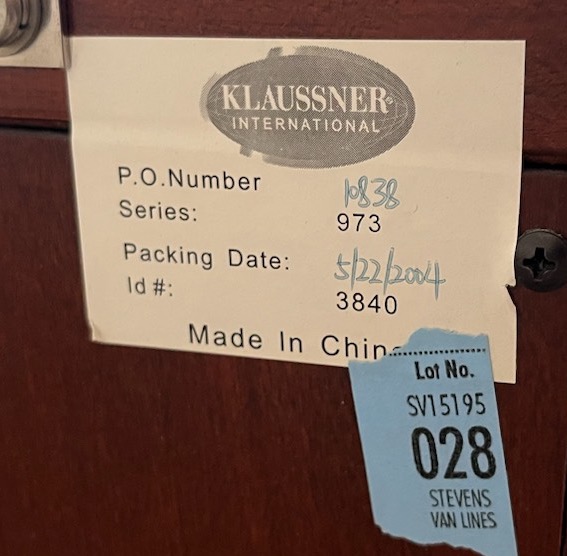 KLAUSSNER®
INTERNATIONAL
P.O.Number 10838
Series: 973
Packing Date: 5/22/2004
Id #: 3840
Made In Chin
Lot No.
SV15195
028
STEVENS
VAN LINES